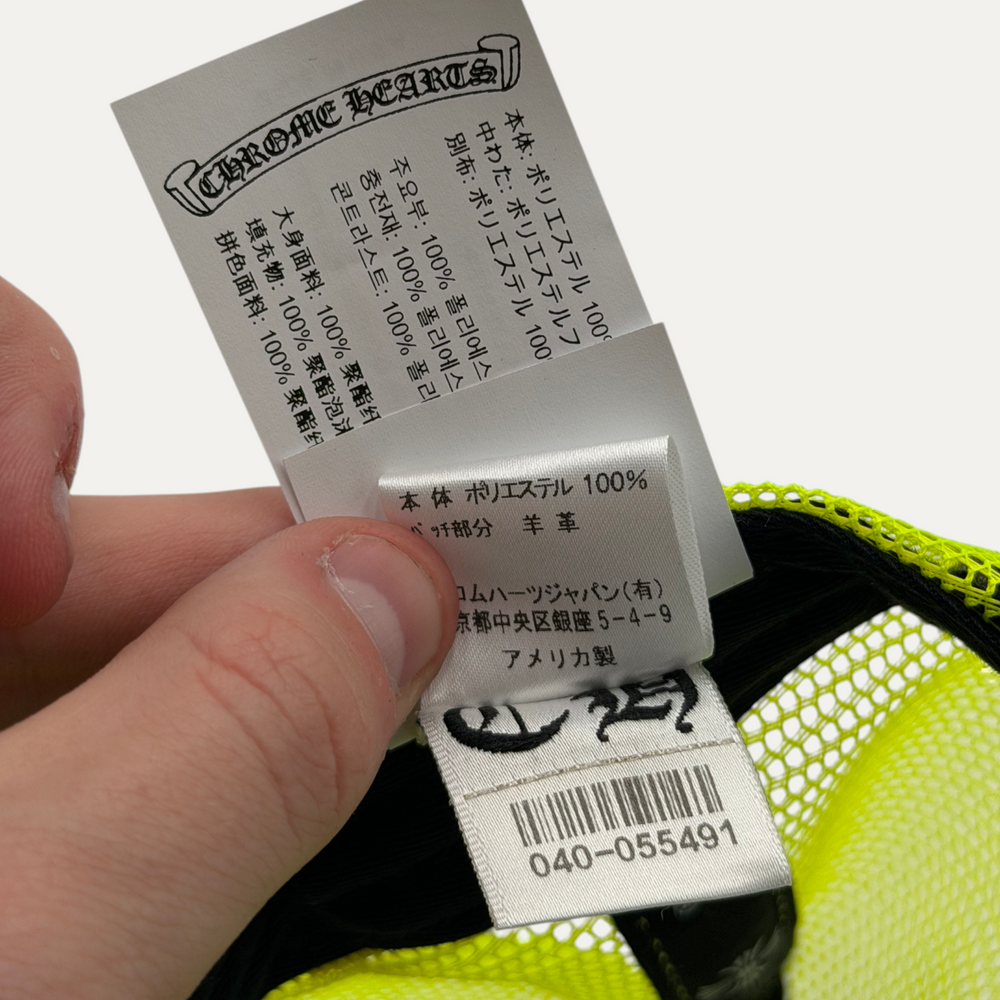 CHROME HEARTS
本体: ポリエステル 100%
中わた: ポリエステルフ
別布: ポリエステル 100
주요부: 100% 폴리에스
충전재: 100% 폴리에스
콘트라스트: 100% 폴리
大身面料: 100% 聚酯纤
填充物: 100% 聚酯泡沫
拼色面料: 100% 聚酯纤
本体 ポリエステル 100%
ッチ部分 羊革
ロムハーツジャパン(有)
京都中央区銀座5-4-9
アメリカ製
CH
040-055491